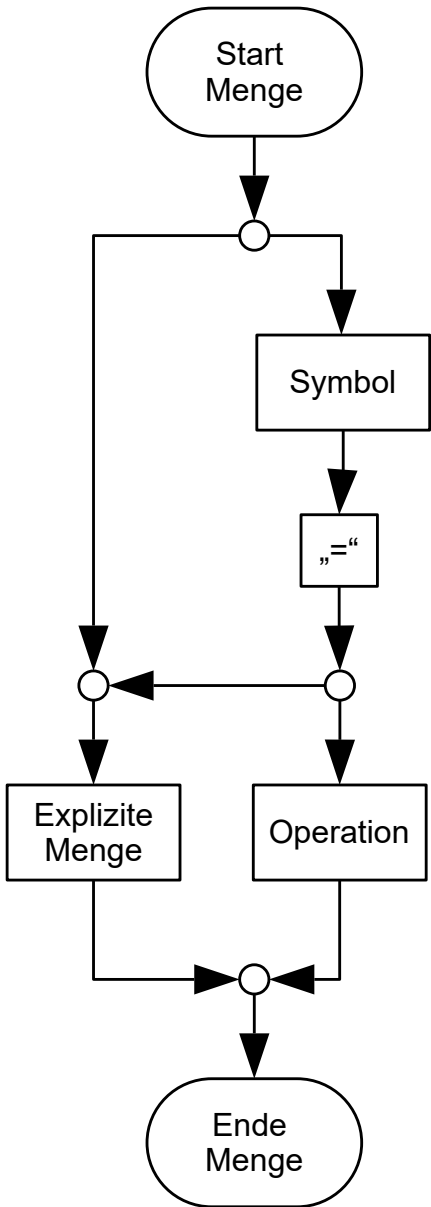 Start
Menge
Symbol
„=“
Explizite
Menge
Operation
Ende
Menge